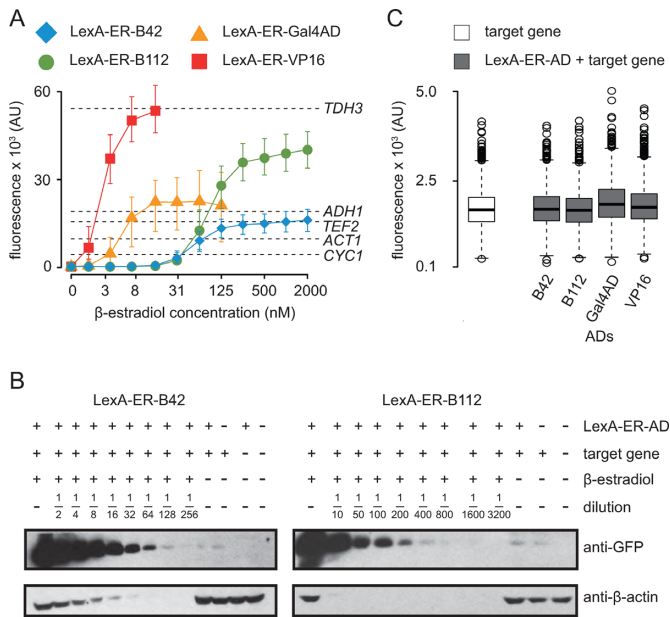 A
LexA-ER-B42
LexA-ER-Gal4AD
LexA-ER-B112
LexA-ER-VP16
fluorescence x 10³ (AU)
60
30
0
TDH3
ADH1
TEF2
ACT1
CYC1
0 3 8 31 125 500 2000
β-estradiol concentration (nM)
C
target gene
LexA-ER-AD + target gene
fluorescence x 10³ (AU)
5.0
2.5
0.1
B42
B112
Gal4AD
VP16
ADs
B
LexA-ER-B42
LexA-ER-B112
+ + + + + + + + + + - - -
+ + + + + + + + + + + - -
LexA-ER-AD
+ + + + + + + + + + + -
target gene
+ + + + + + + + + - - - -
+ + + + + + + + + - - -
β-estradiol
- 1/2 1/4 1/8 1/16 1/32 1/64 1/128 1/256 - - - -
- 1/10 1/50 1/100 1/200 1/400 1/800 1/1600 1/3200 - - -
dilution
anti-GFP
anti-β-actin